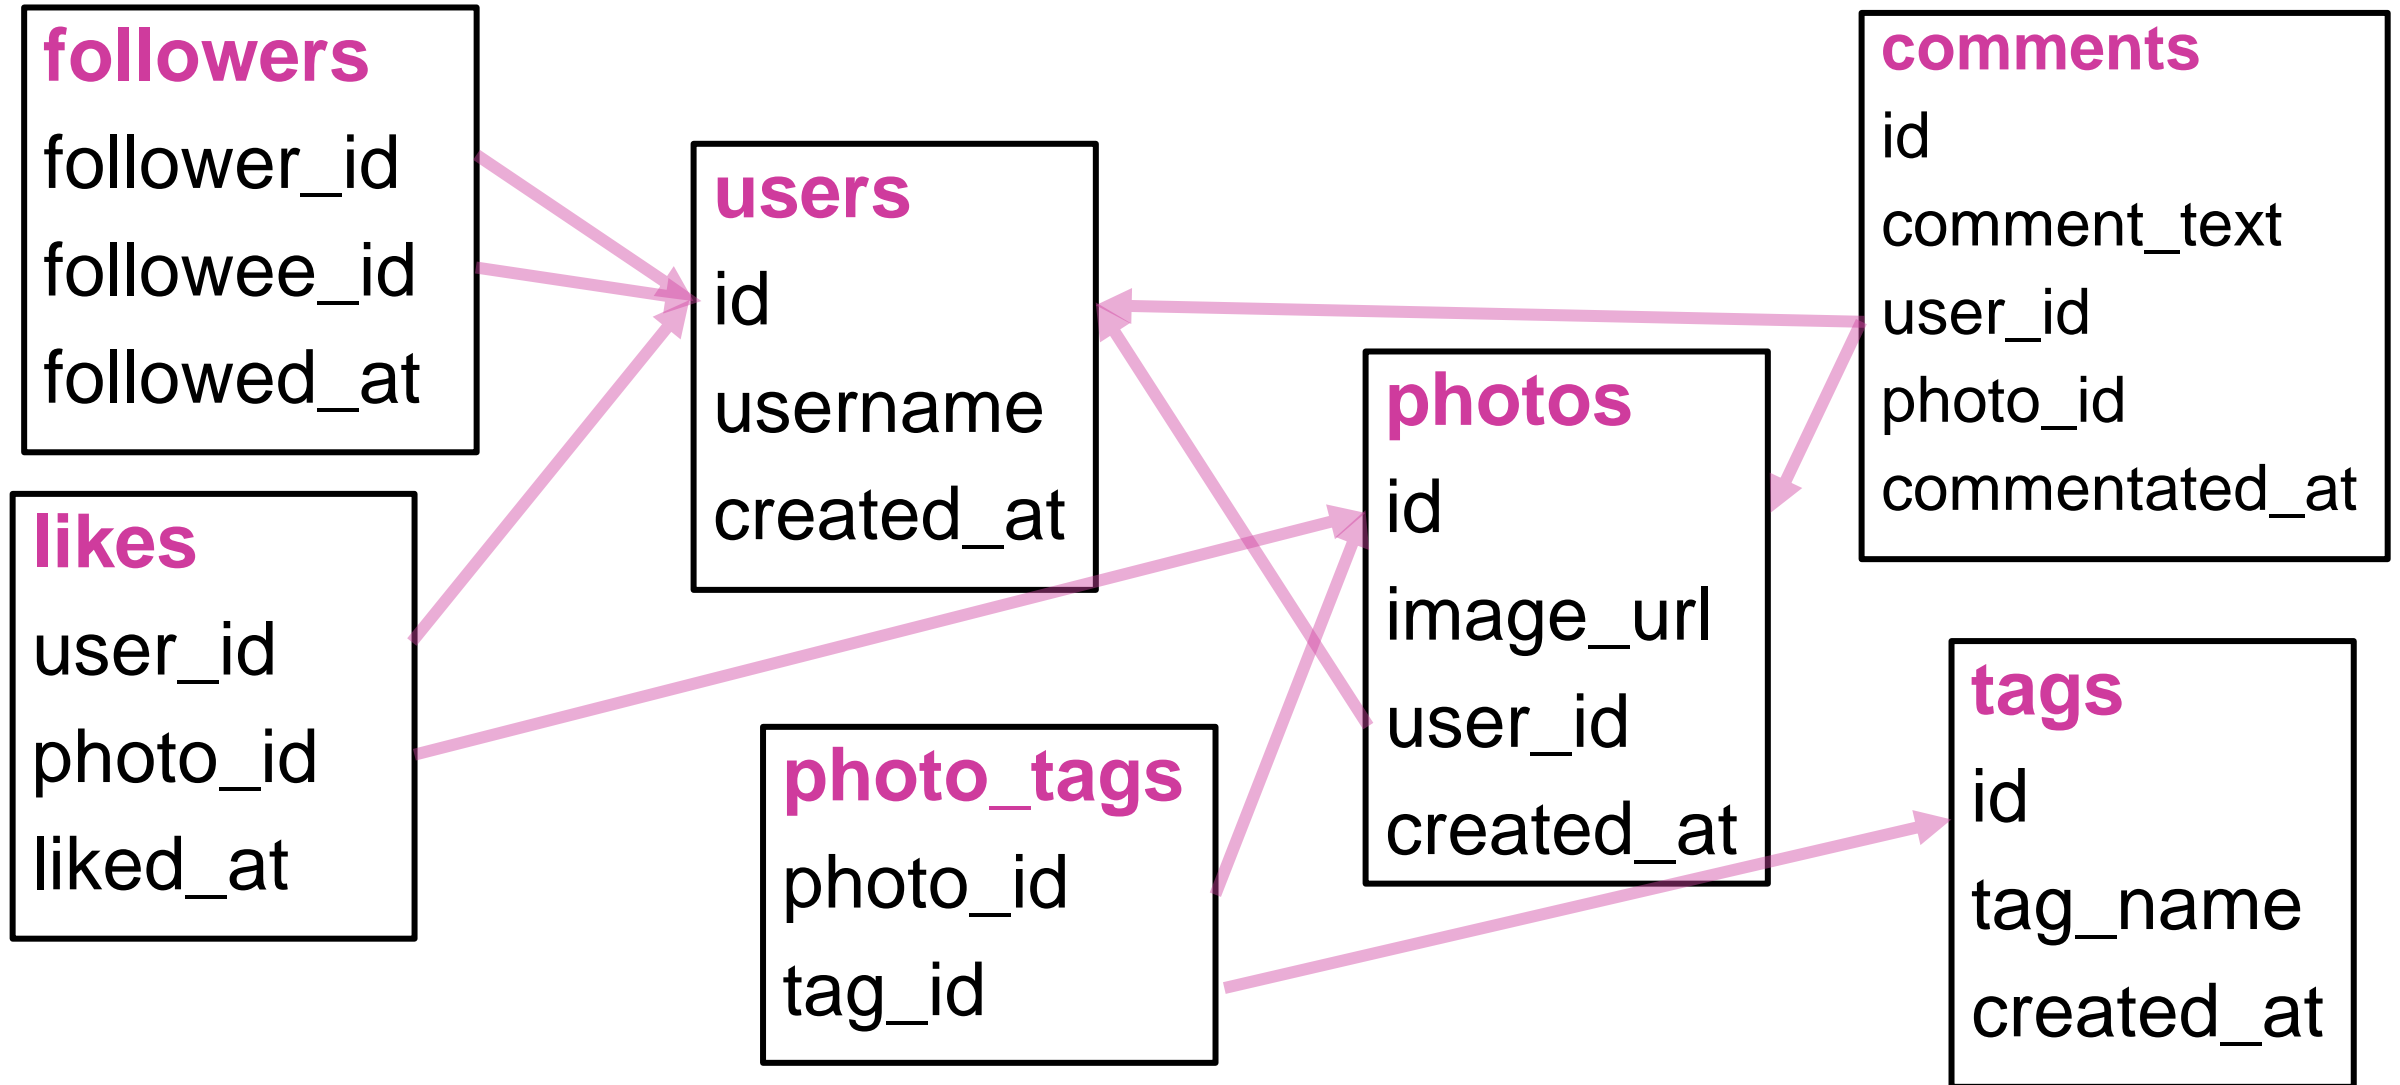 followers
follower_id
followee_id
followed_at
likes
user_id
photo_id
liked_at
users
id
username
created_at
photo_tags
photo_id
tag_id
photos
id
image_url
user_id
created_at
comments
id
comment_text
user_id
photo_id
commentated_at
tags
id
tag_name
created_at